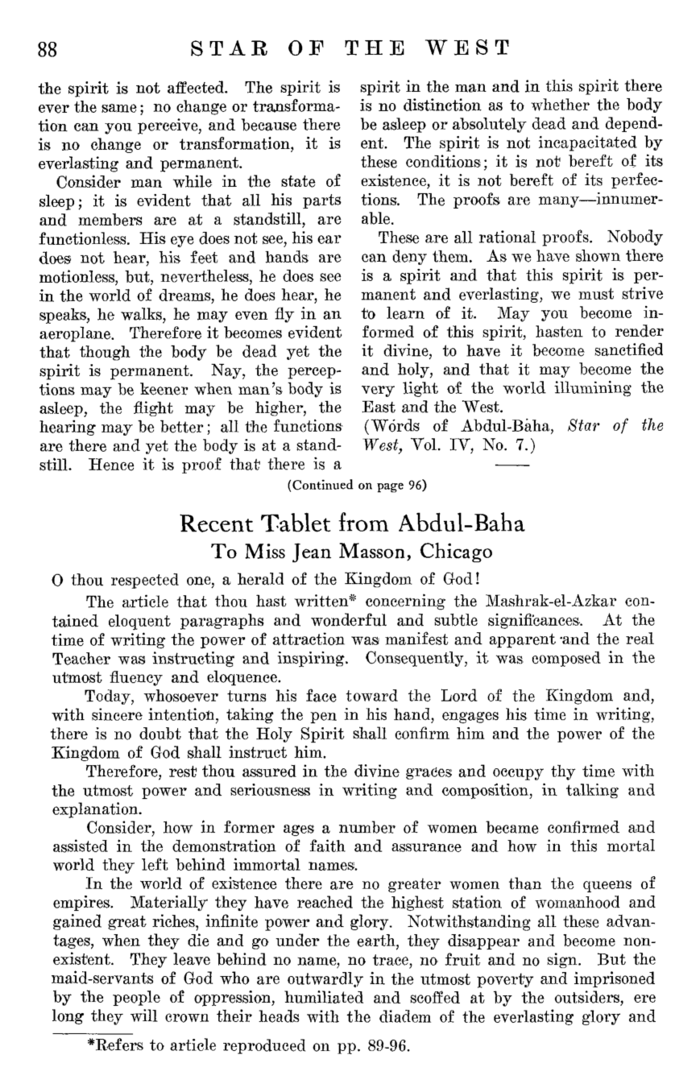 88 STAR OF THE WEST
the spirit is not affected. The spirit is
ever the same; no change or transforma-
tion can you perceive, and because there
is no change or transformation, it is
everlasting and permanent.
Consider man while in the state of
sleep; it is evident that all his parts
and members are at a standstill, are
functionless. His eye does not see, his ear
does not hear, his feet and hands are
motionless, but, nevertheless, he does see
in the world of dreams, he does hear, he
speaks, he walks, he may even fly in an
aeroplane. Therefore it becomes evident
that though the body be dead yet the
spirit is permanent. Nay, the percep-
tions may be keener when man's body is
asleep, the flight may be higher, the
hearing may be better; all the functions
are there and yet the body is at a stand-
still. Hence it is proof that there is a
spirit in the man and in this spirit there
is no distinction as to whether the body
be asleep or absolutely dead and depend-
ent. The spirit is not incapacitated by
these conditions; it is not bereft of its
existence, it is not bereft of its perfec-
tions. The proofs are many—innumer-
able.
These are all rational proofs. Nobody
can deny them. As we have shown there
is a spirit and that this spirit is per-
manent and everlasting, we must strive
to learn of it. May you become in-
formed of this spirit, hasten to render
it divine, to have it become sanctified
and holy, and that it may become the
very light of the world illumining the
East and the West.
(Words of Abdul-Baha, Star of the
West, Vol. IV, No. 7.)
(Continued on page 96)
Recent Tablet from Abdul-Baha
To Miss Jean Masson, Chicago
O thou respected one, a herald of the Kingdom of God!
The article that thou hast written* concerning the Mashrak-el-Azkar con-
tained eloquent paragraphs and wonderful and subtle significances. At the
time of writing the power of attraction was manifest and apparent and the real
Teacher was instructing and inspiring. Consequently, it was composed in the
utmost fluency and eloquence.
Today, whosoever turns his face toward the Lord of the Kingdom and,
with sincere intention, taking the pen in his hand, engages his time in writing,
there is no doubt that the Holy Spirit shall confirm him and the power of the
Kingdom of God shall instruct him.
Therefore, rest thou assured in the divine graces and occupy thy time with
the utmost power and seriousness in writing and composition, in talking and
explanation.
Consider, how in former ages a number of women became confirmed and
assisted in the demonstration of faith and assurance and how in this mortal
world they left behind immortal names.
In the world of existence there are no greater women than the queens of
empires. Materially they have reached the highest station of womanhood and
gained great riches, infinite power and glory. Notwithstanding all these advan-
tages, when they die and go under the earth, they disappear and become non-
existent. They leave behind no name, no trace, no fruit and no sign. But the
maid-servants of God who are outwardly in the utmost poverty and imprisoned
by the people of oppression, humiliated and scoffed at by the outsiders, ere
long they will crown their heads with the diadem of the everlasting glory and
*Refers to article reproduced on pp. 89-96.